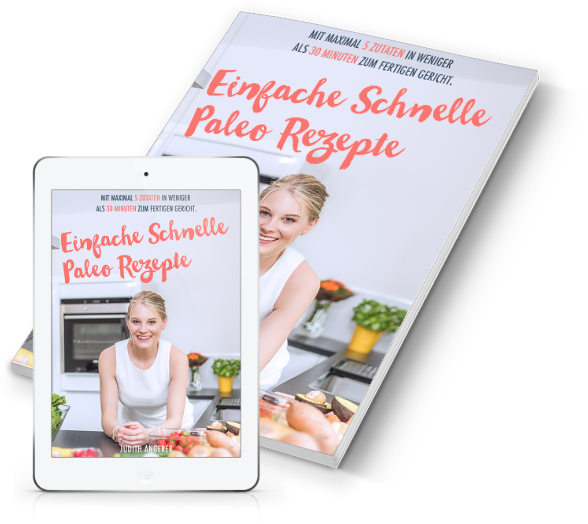 MIT MAXIMAL 5 ZUTATEN IN WENIGER
ALS 30 MINUTEN ZUM FERTIGEN GERICHT.
Einfache Schnelle
Paleo Rezepte
MIT MAXIMAL 5 ZUTATEN IN WENIGER
ALS 30 MINUTEN ZUM FERTIGEN GERICHT.
Einfache Schnelle
Paleo Rezepte
JUDITH ANGERER